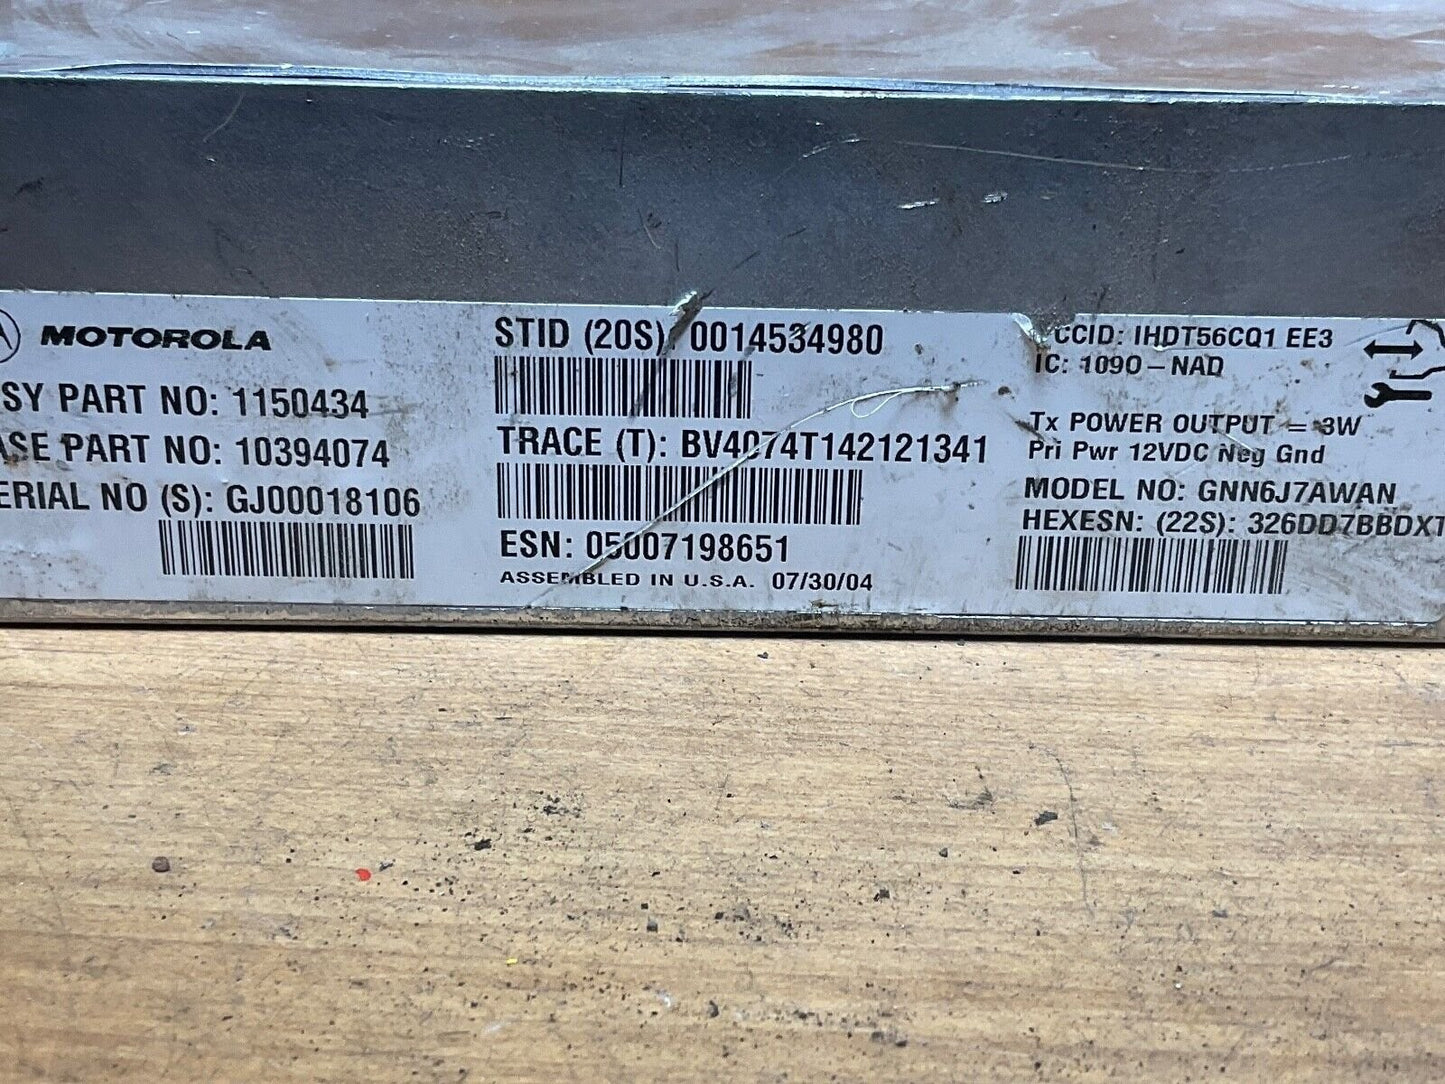 MOTOROLA
SY PART NO: 1150434
ASE PART NO: 10394074
ERIAL NO (S): GJ00018106
STID (20S): 0014534980
TRACE (T): BV4074T142121341
ESN: 05007198651
ASSEMBLED IN U.S.A. 07/30/04
CCID: IHDT56CQ1 EE3
IC: 1090-NAD
Tx POWER OUTPUT = 3W
Pri Pwr 12VDC Neg Gnd
MODEL NO: GNN6J7AWAN
HEXESN: (22S): 326DD7BBDXT